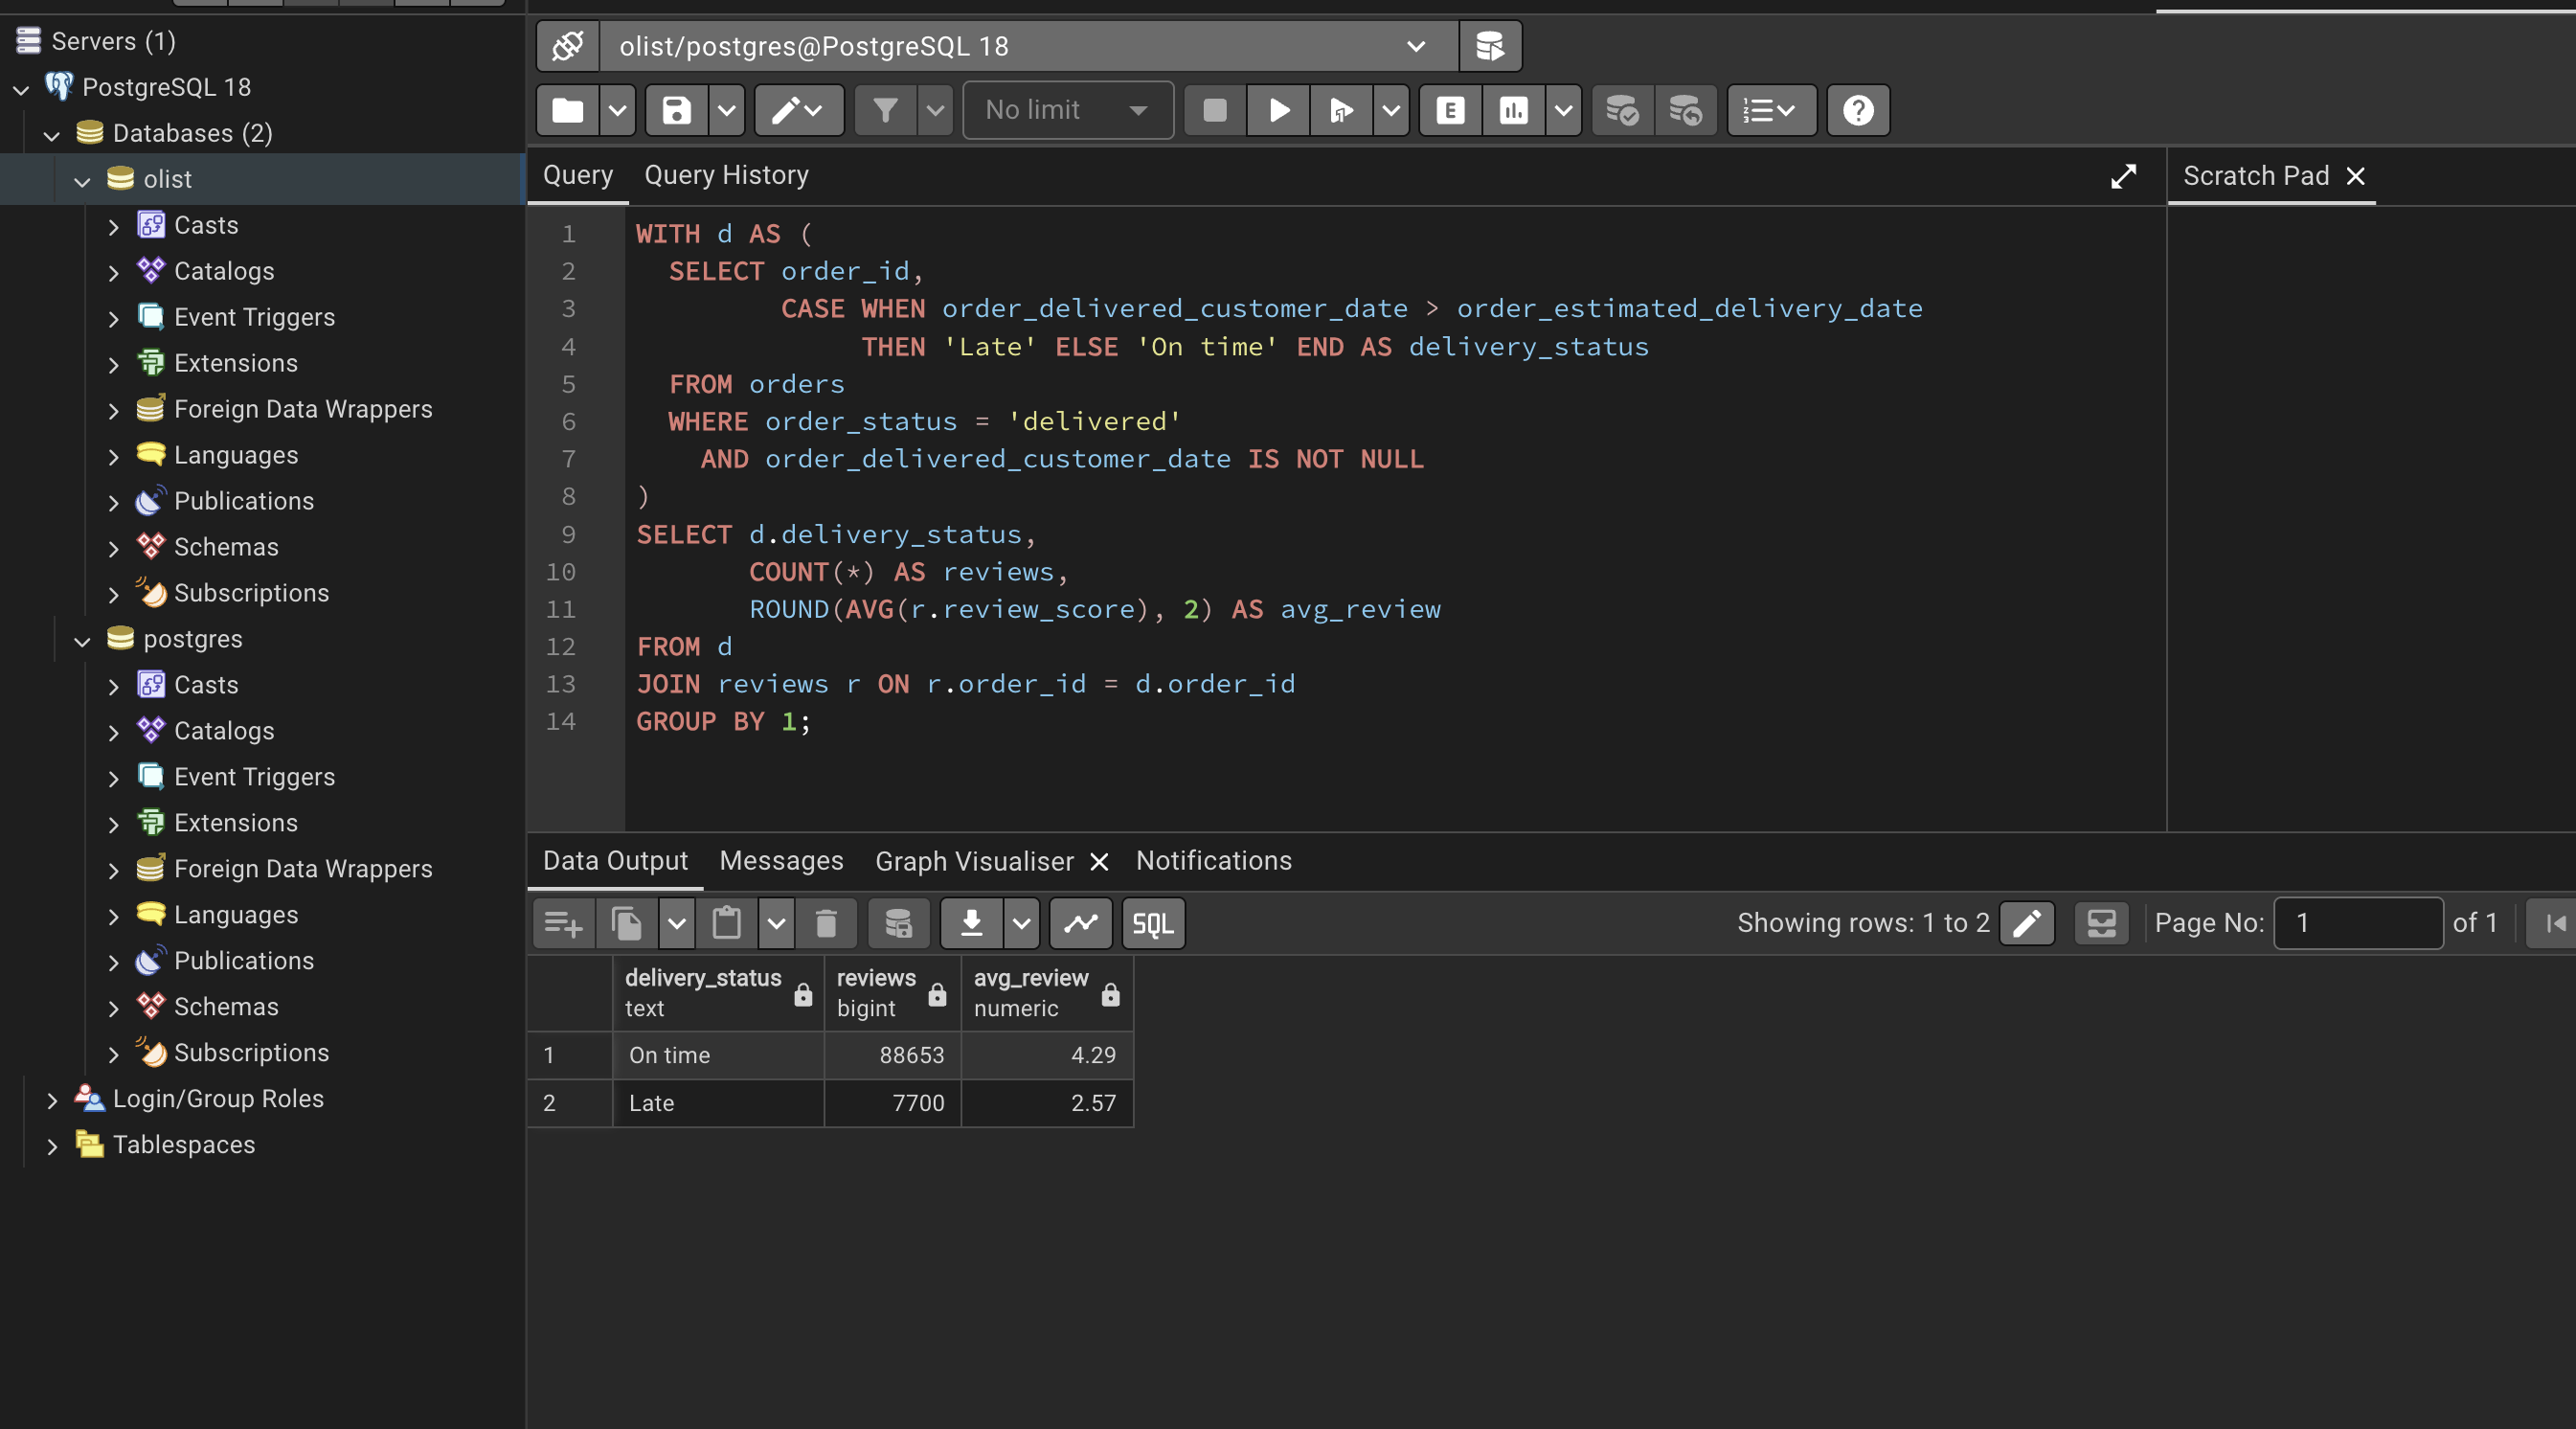 Servers (1)
PostgreSQL 18
Databases (2)
olist
Casts
Catalogs
Event Triggers
Extensions
Foreign Data Wrappers
Languages
Publications
Schemas
Subscriptions
postgres
Casts
Catalogs
Event Triggers
Extensions
Foreign Data Wrappers
Languages
Publications
Schemas
Subscriptions
Login/Group Roles
Tablespaces
olist/postgres@PostgreSQL 18
No limit
E
Query Query History
Scratch Pad
1 WITH d AS (
2 SELECT order_id,
3 CASE WHEN order_delivered_customer_date > order_estimated_delivery_date
4 THEN 'Late' ELSE 'On time' END AS delivery_status
5 FROM orders
6 WHERE order_status = 'delivered'
7 AND order_delivered_customer_date IS NOT NULL
8 )
9 SELECT d.delivery_status,
10 COUNT(*) AS reviews,
11 ROUND(AVG(r.review_score), 2) AS avg_review
12 FROM d
13 JOIN reviews r ON r.order_id = d.order_id
14 GROUP BY 1;
Data Output Messages Graph Visualiser Notifications
SQL Showing rows: 1 to 2 Page No: 1 of 1
delivery_status reviews avg_review
text bigint numeric
1 On time 88653 4.29
2 Late 7700 2.57